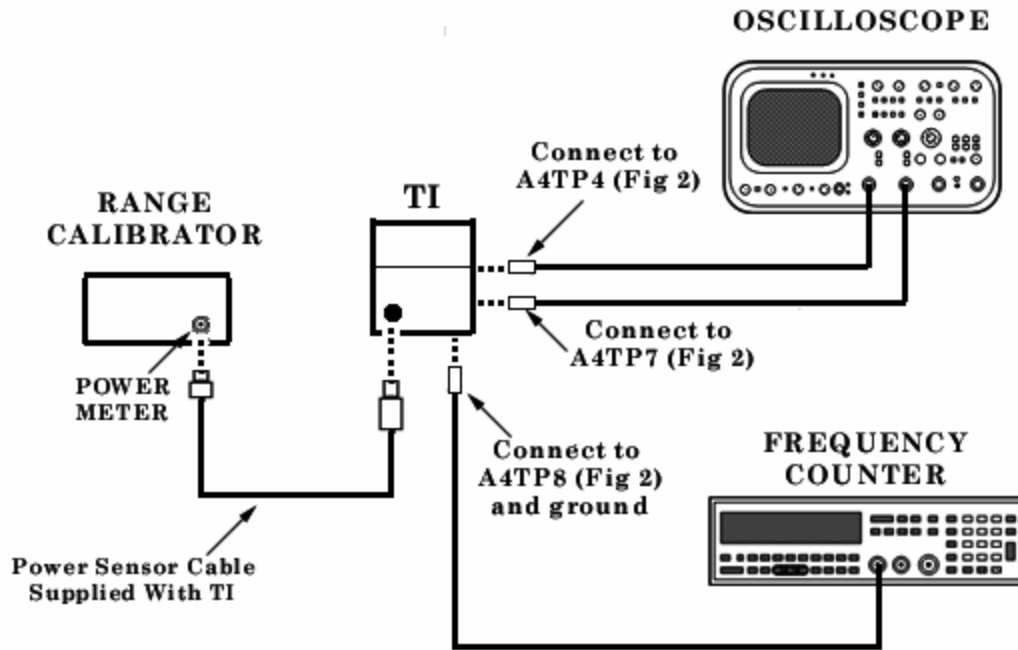 OSCILLOSCOPE
Connect to
A4TP4 (Fig 2)
TI
RANGE
CALIBRATOR
Connect to
A4TP7 (Fig 2)
POWER
METER
Connect to
A4TP8 (Fig 2)
and ground
FREQUENCY
COUNTER
Power Sensor Cable
Supplied With TI